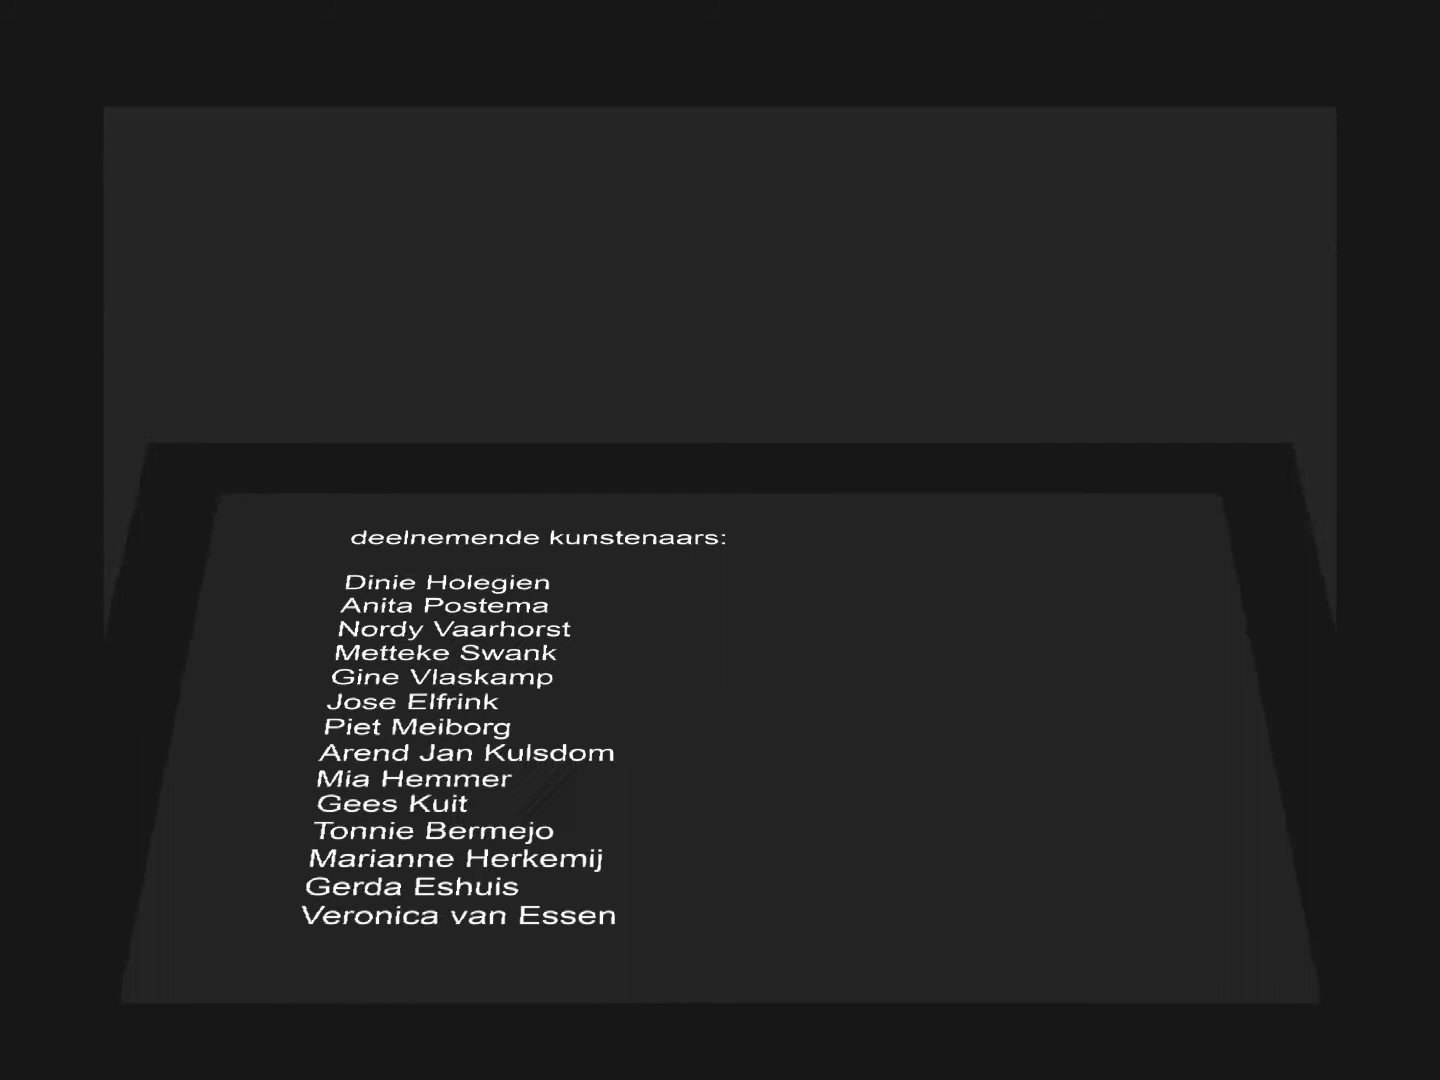 deelnemende kunstenaars:
Dinie Holegien
Anita Postema
Nordy Vaarhorst
Metteke Swank
Gine Vlaskamp
Jose Elfrink
Piet Meiborg
Arend Jan Kulsdom
Mia Hemmer
Gees Kuit
Tonnie Bermejo
Marianne Herkemij
Gerda Eshuis
Veronica van Essen